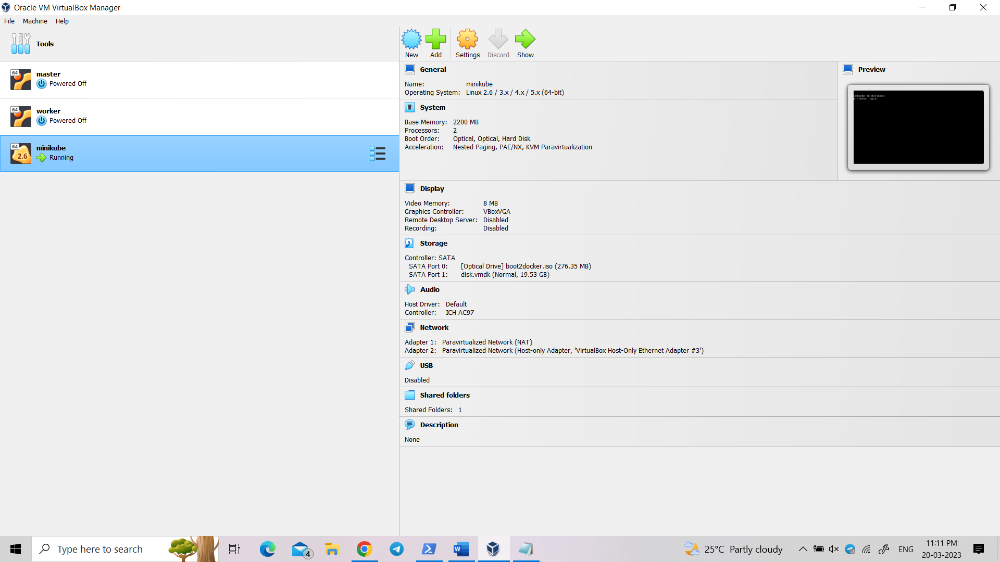 Oracle VM VirtualBox Manager
File Machine Help
Tools
New Add Settings Discard Show
64
master
Powered Off
64
worker
Powered Off
64
2.6
minikube
Running
General
Name: minikube
Operating System: Linux 2.6 / 3.x / 4.x / 5.x (64-bit)
Preview
Welcome to minikube
minikube login:
System
Base Memory: 2200 MB
Processors: 2
Boot Order: Optical, Optical, Hard Disk
Acceleration: Nested Paging, PAE/NX, KVM Paravirtualization
Display
Video Memory: 8 MB
Graphics Controller: VBoxVGA
Remote Desktop Server: Disabled
Recording: Disabled
Storage
Controller: SATA
SATA Port 0: [Optical Drive] boot2docker.iso (276.35 MB)
SATA Port 1: disk.vmdk (Normal, 19.53 GB)
Audio
Host Driver: Default
Controller: ICH AC97
Network
Adapter 1: Paravirtualized Network (NAT)
Adapter 2: Paravirtualized Network (Host-only Adapter, 'VirtualBox Host-Only Ethernet Adapter #3')
USB
Disabled
Shared folders
Shared Folders: 1
Description
None
Type here to search
4
W
25°C Partly cloudy
ENG
11:11 PM
20-03-2023